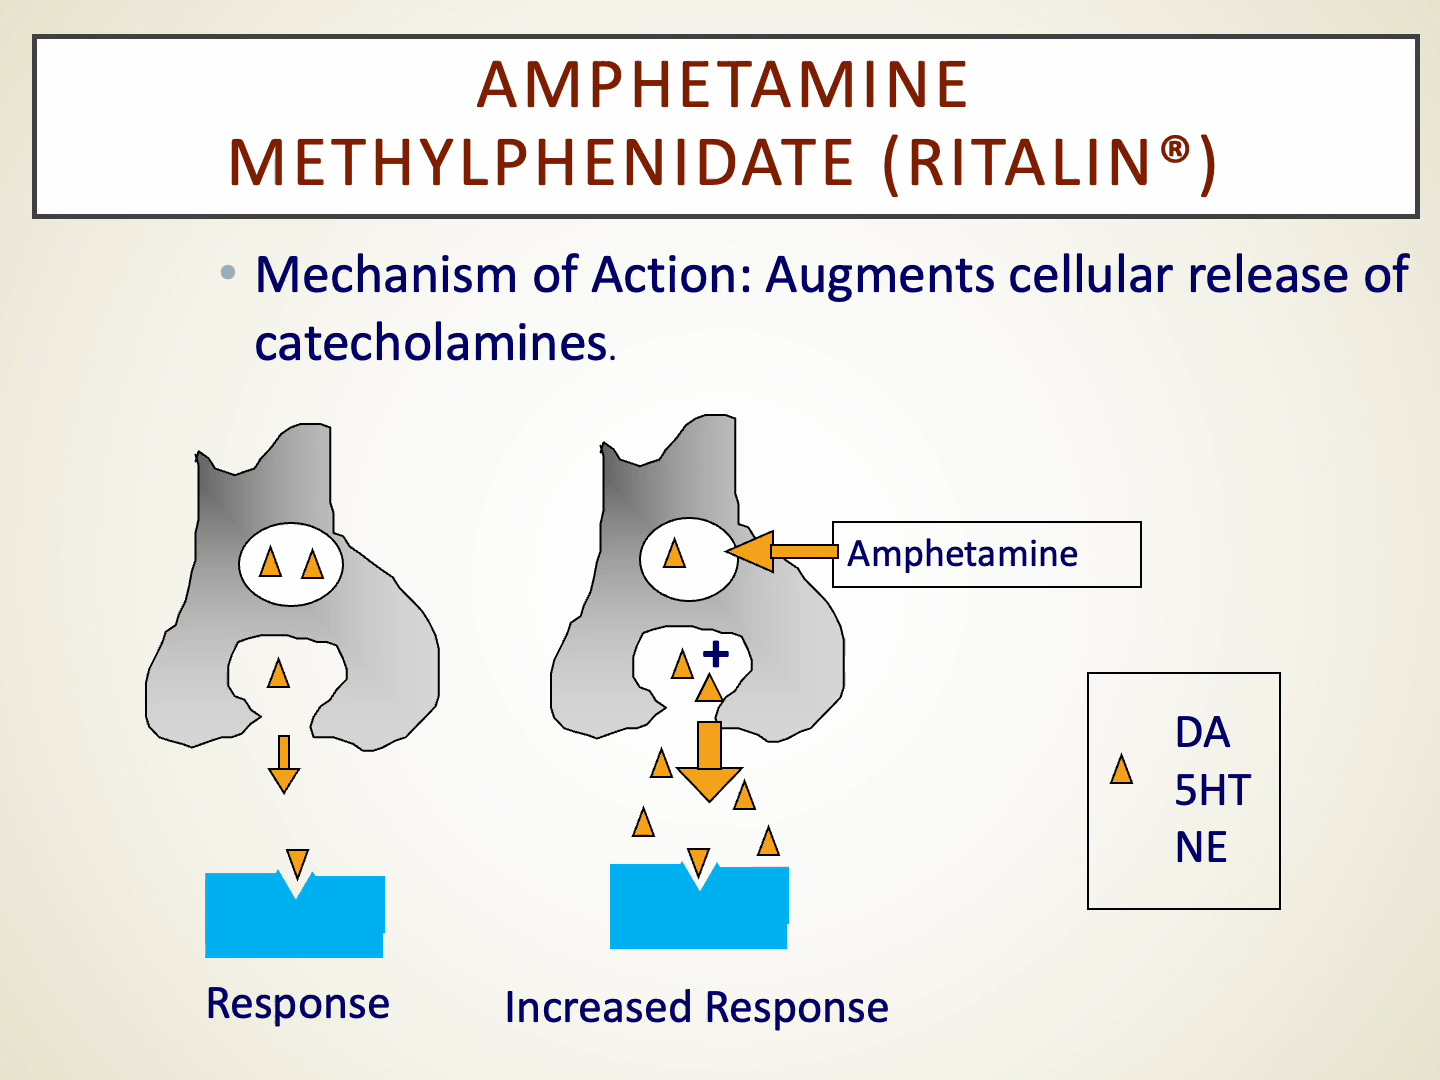 AMPHETAMINE
METHYLPHENIDATE (RITALIN®)
• Mechanism of Action: Augments cellular release of
catecholamines.
Amphetamine
+
DA
5HT
NE
Response
Increased Response